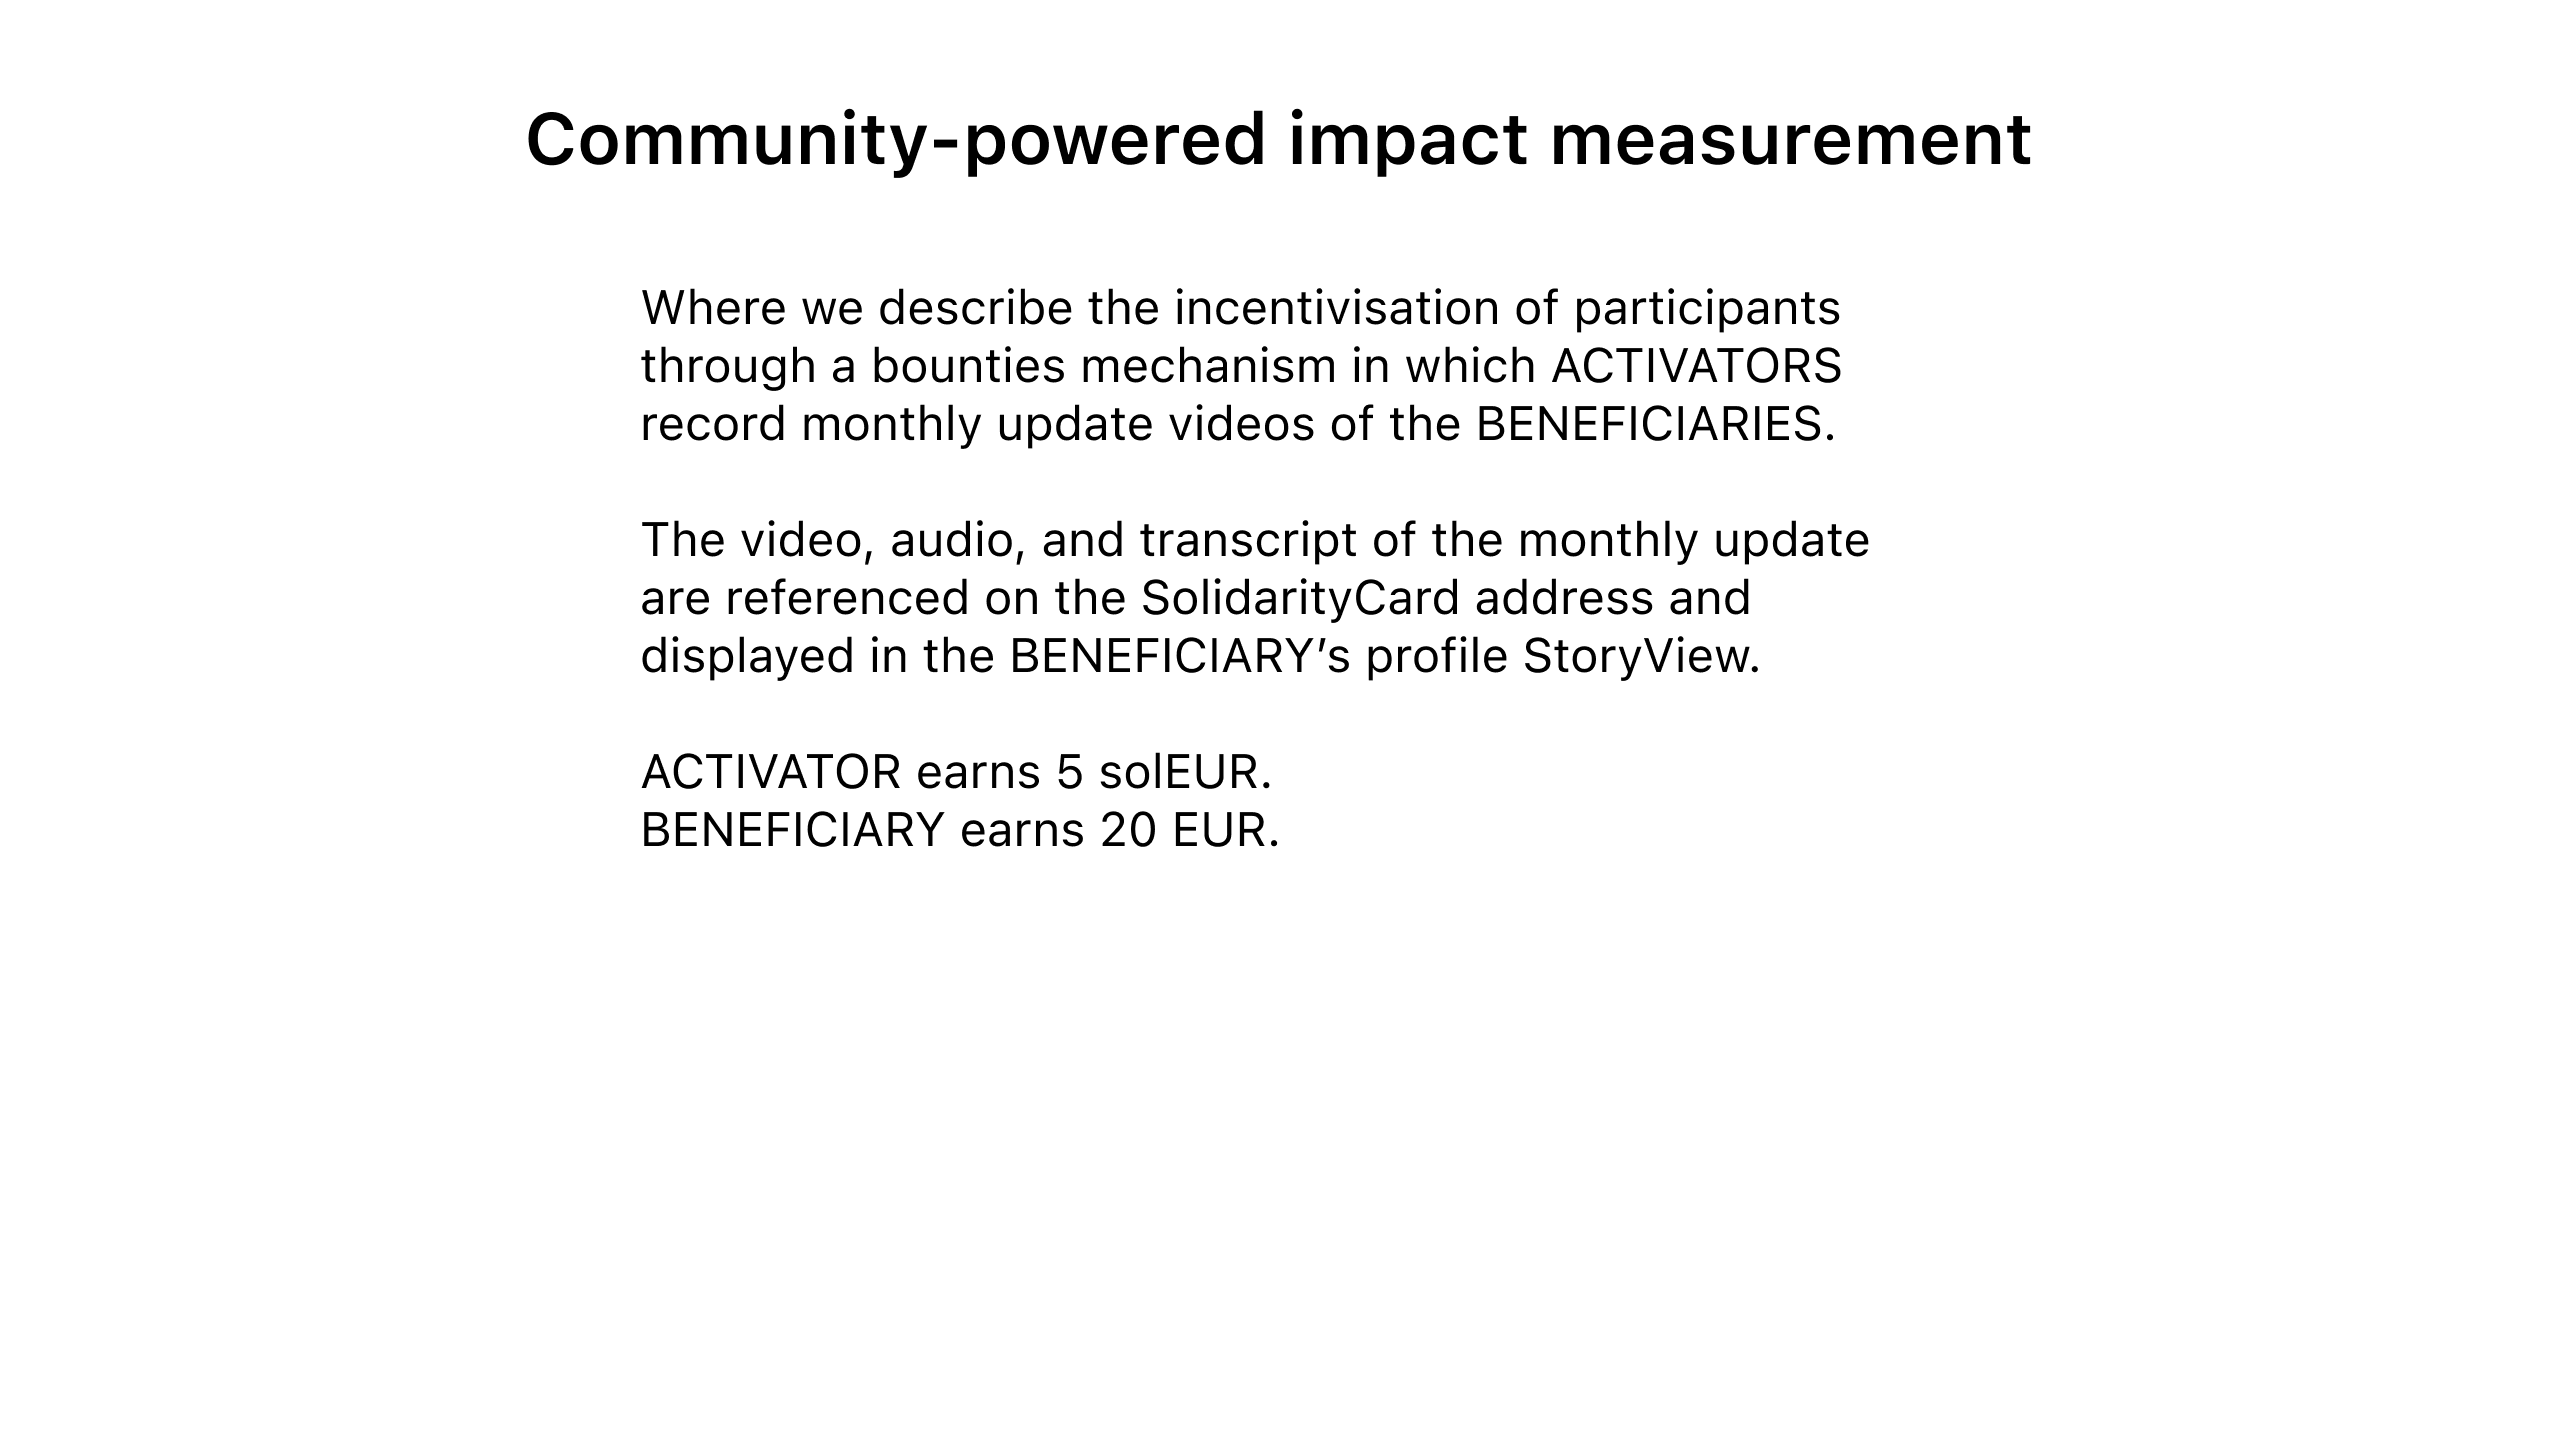 Community-powered impact measurement
Where we describe the incentivisation of participants
through a bounties mechanism in which ACTIVATORS
record monthly update videos of the BENEFICIARIES.
The video, audio, and transcript of the monthly update
are referenced on the SolidarityCard address and
displayed in the BENEFICIARY’s profile StoryView.
ACTIVATOR earns 5 solEUR.
BENEFICIARY earns 20 EUR.